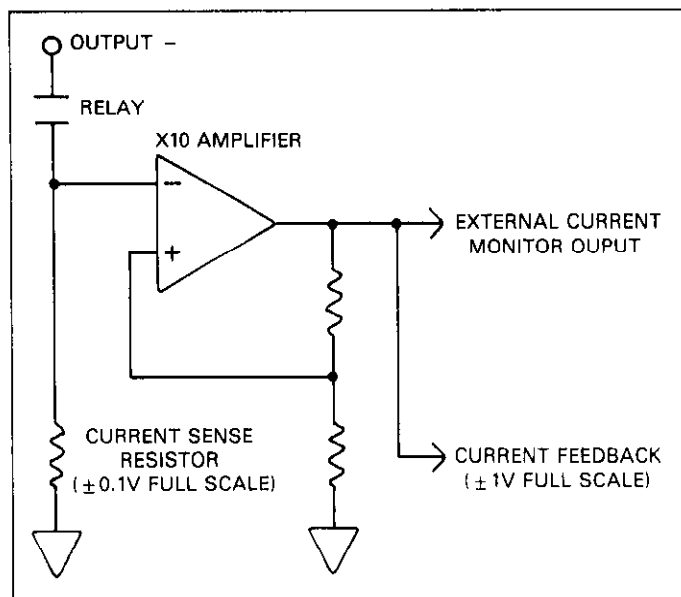 OUTPUT –
RELAY
X10 AMPLIFIER
–
+
EXTERNAL CURRENT
MONITOR OUPUT
CURRENT SENSE
RESISTOR
(±0.1V FULL SCALE)
CURRENT FEEDBACK
(±1V FULL SCALE)